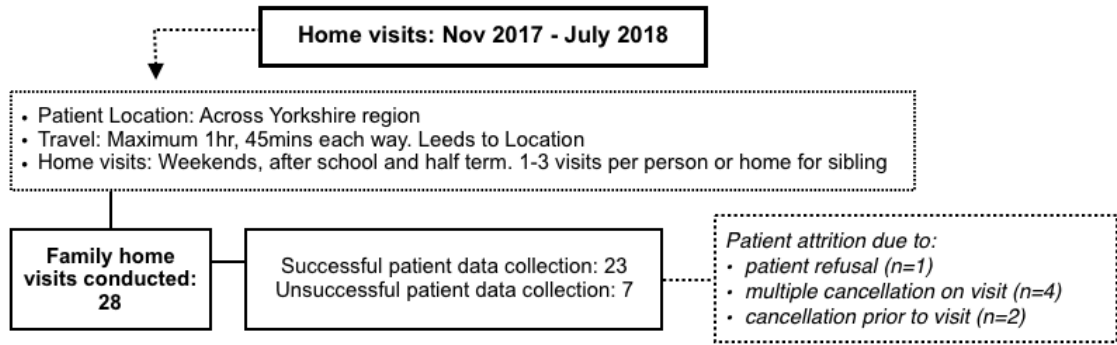 Home visits: Nov 2017 - July 2018
• Patient Location: Across Yorkshire region
• Travel: Maximum 1hr, 45mins each way. Leeds to Location
• Home visits: Weekends, after school and half term. 1-3 visits per person or home for sibling
Family home
visits conducted:
28
Successful patient data collection: 23
Unsuccessful patient data collection: 7
Patient attrition due to:
• patient refusal (n=1)
• multiple cancellation on visit (n=4)
• cancellation prior to visit (n=2)